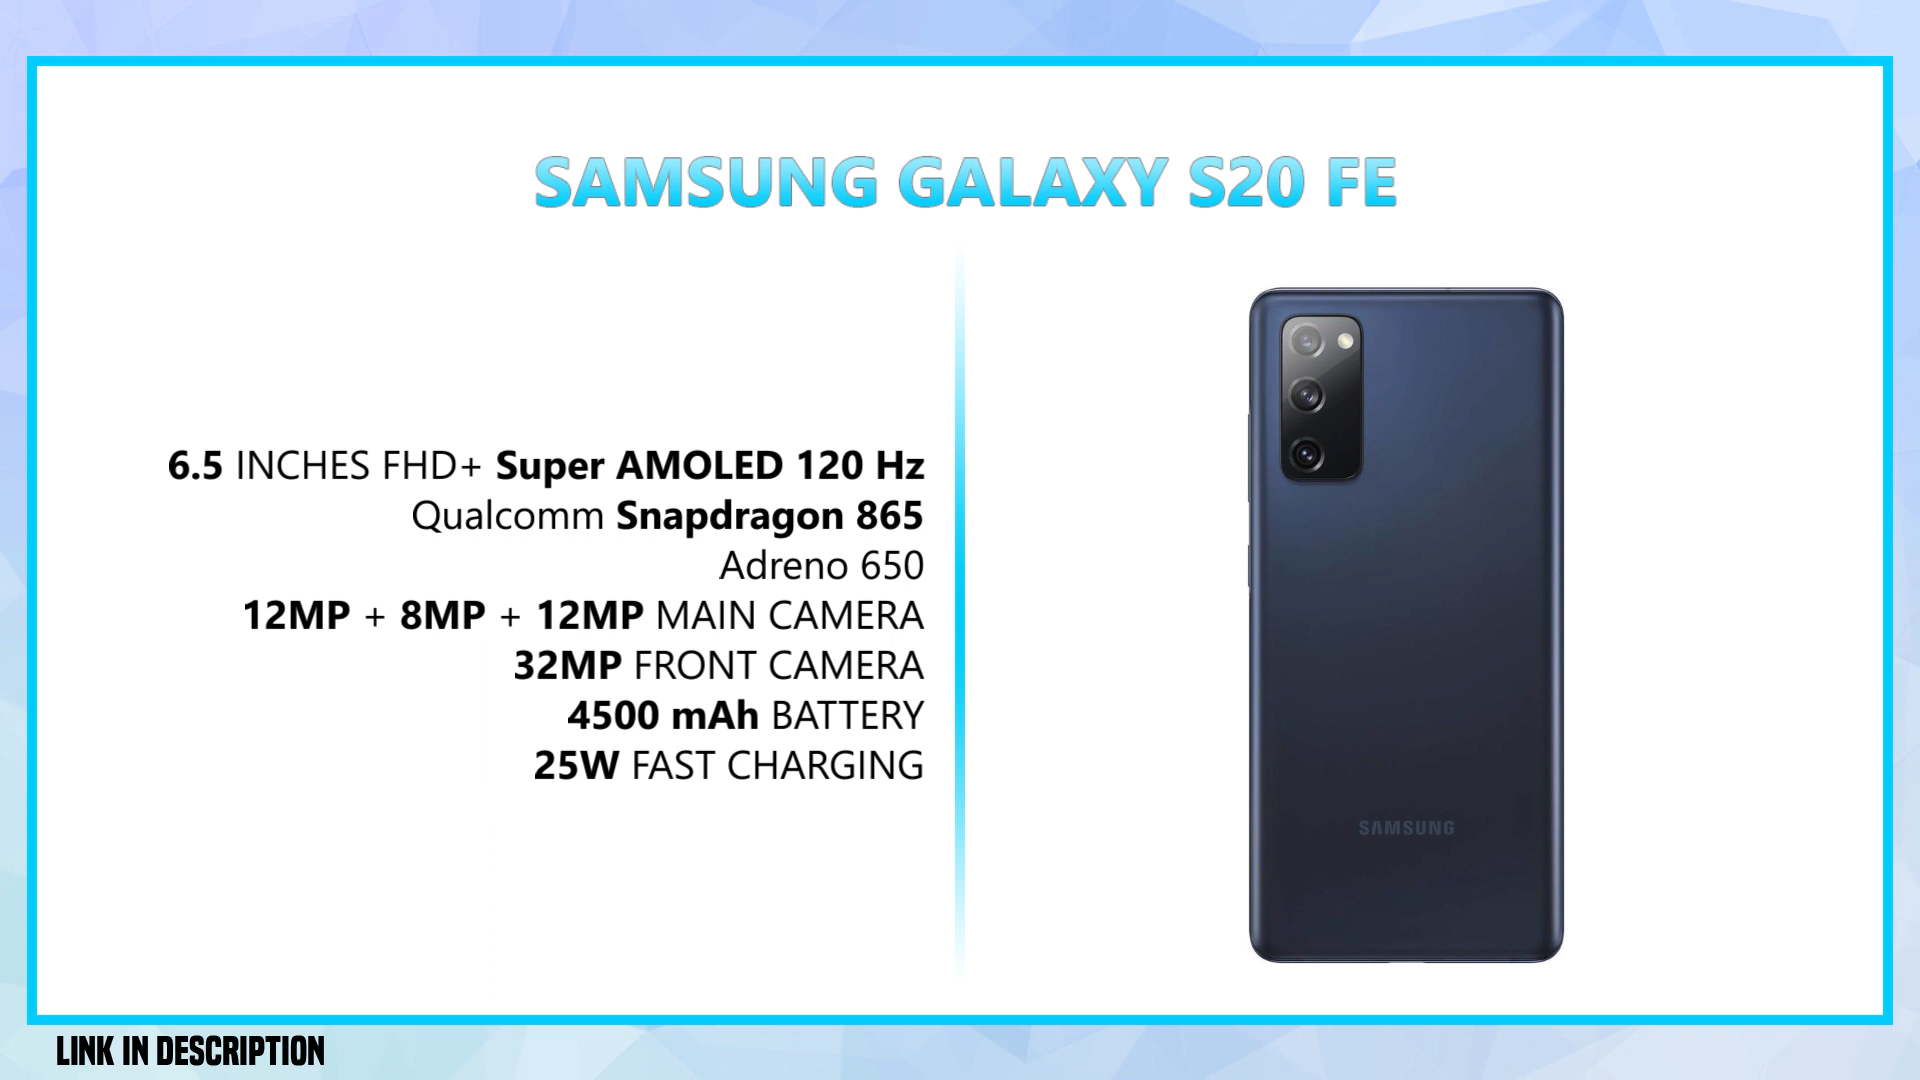 SAMSUNG GALAXY S20 FE
6.5 INCHES FHD+ Super AMOLED 120 Hz
Qualcomm Snapdragon 865
Adreno 650
12MP + 8MP + 12MP MAIN CAMERA
32MP FRONT CAMERA
4500 mAh BATTERY
25W FAST CHARGING
SAMSUNG
LINK IN DESCRIPTION